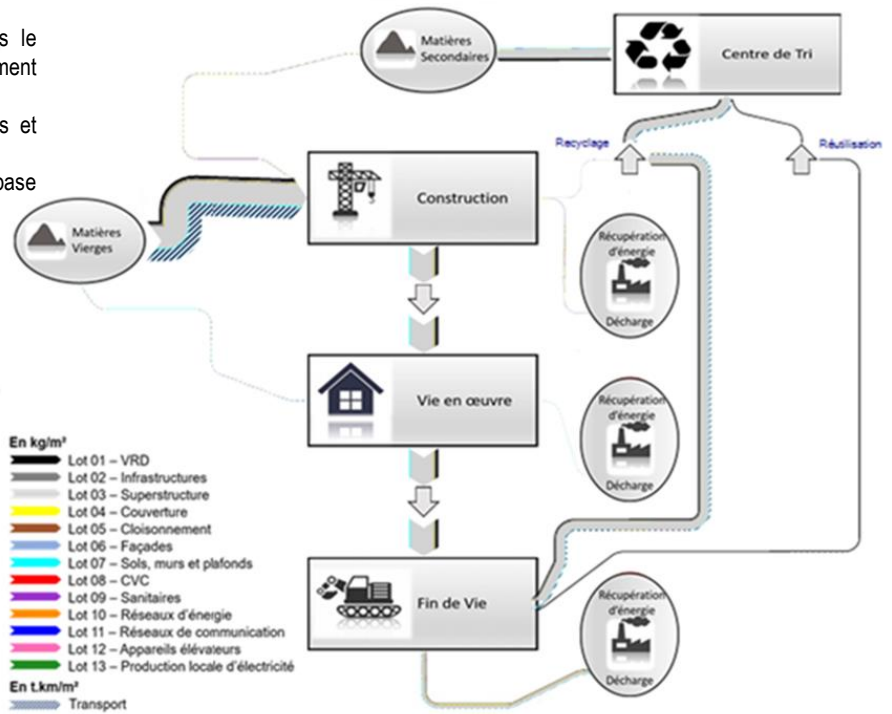 s le
ment
s et
base
Matières
Secondaires
Centre de Tri
Recyclage
Réutilisation
Construction
Matières
Vierges
Récupération
d'énergie
Décharge
Vie en œuvre
Récupération
d'énergie
Décharge
En kg/m²
Lot 01 – VRD
Lot 02 – Infrastructures
Lot 03 – Superstructure
Lot 04 – Couverture
Lot 05 – Cloisonnement
Lot 06 – Façades
Lot 07 – Sols, murs et plafonds
Lot 08 – CVC
Lot 09 – Sanitaires
Lot 10 – Réseaux d'énergie
Lot 11 – Réseaux de communication
Lot 12 – Appareils élévateurs
Lot 13 – Production locale d'électricité
En t.km/m²
Transport
Fin de Vie
Récupération
d'énergie
Décharge